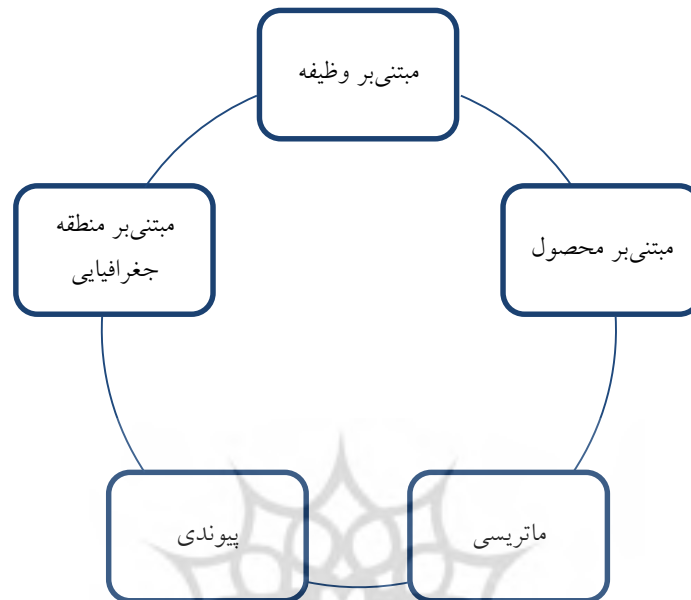 مبتنی‌بر وظیفه
مبتنی‌بر محصول
ماتریسی
پیوندی
مبتنی‌بر منطقه
جغرافیایی